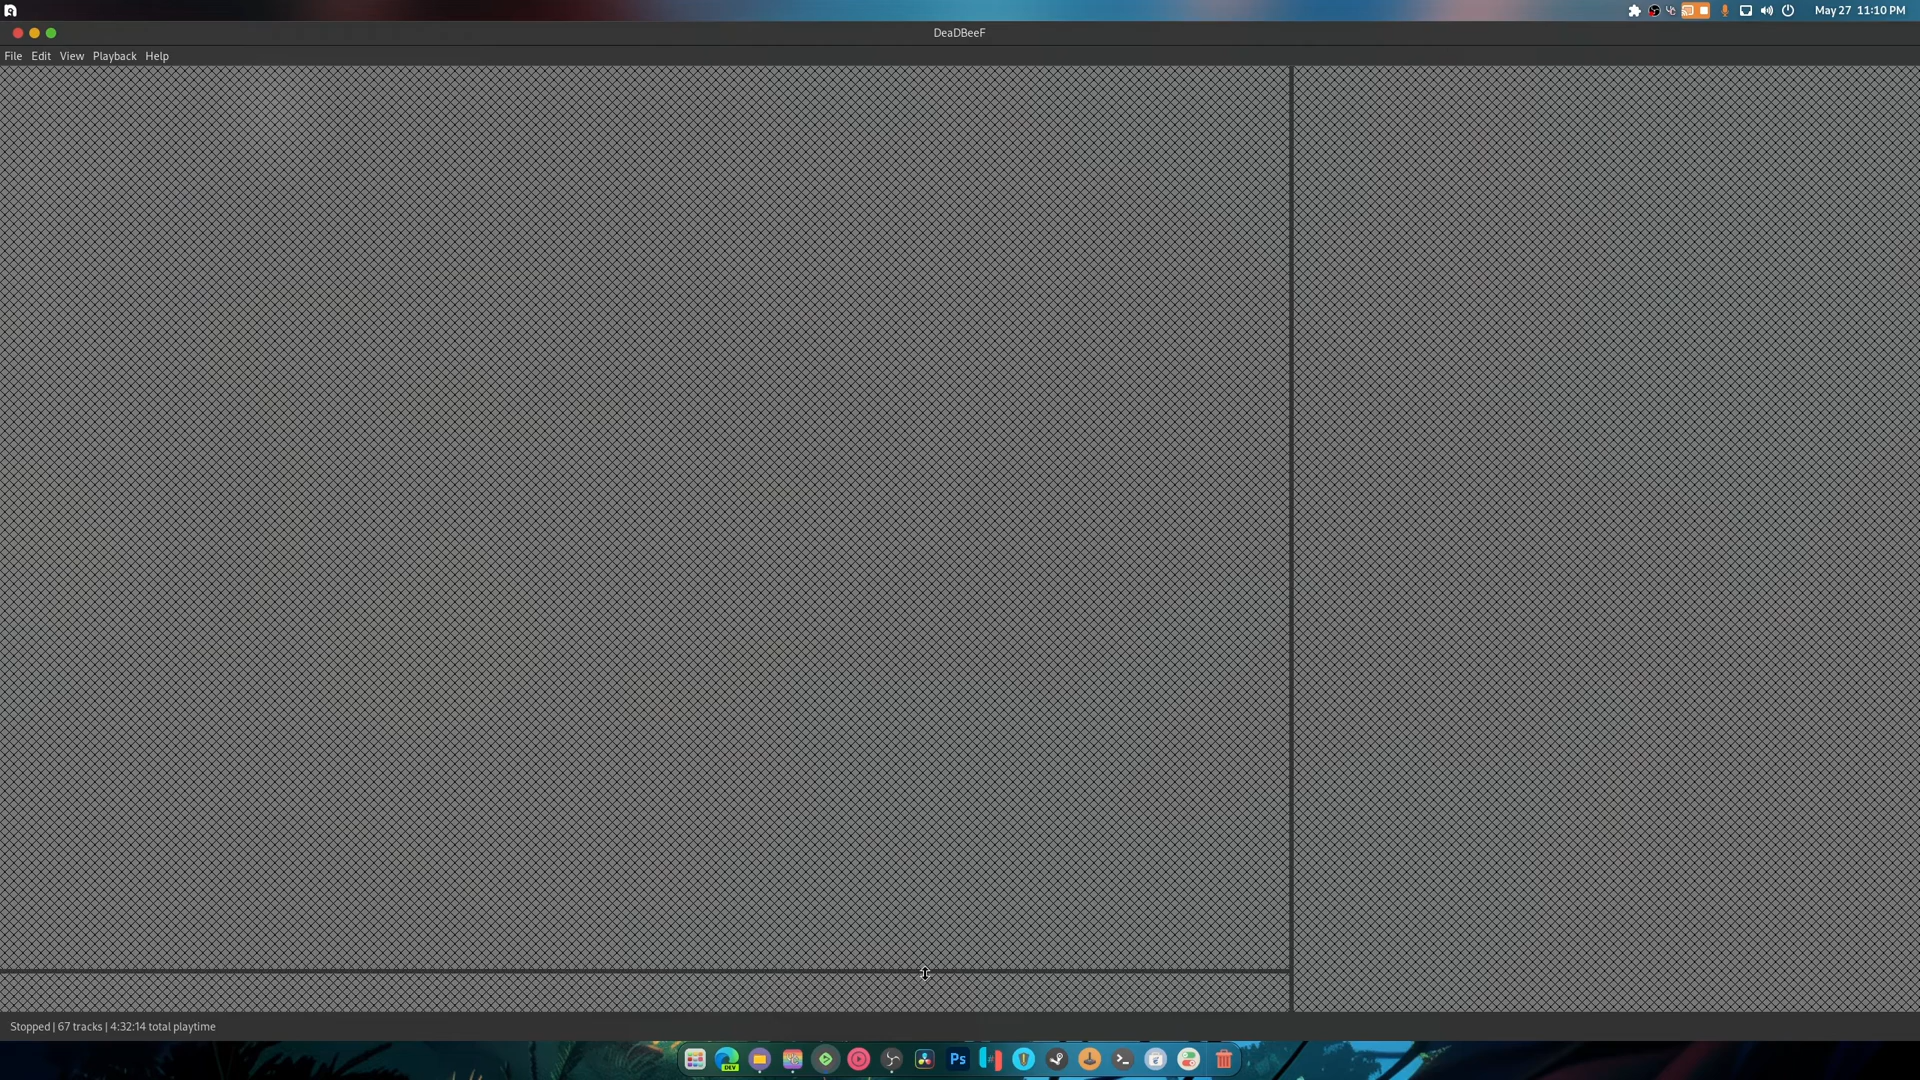 May 27 11:10 PM
DeaDBeeF
File Edit View Playback Help
Stopped | 67 tracks | 4:32:14 total playtime
DEV
Ps